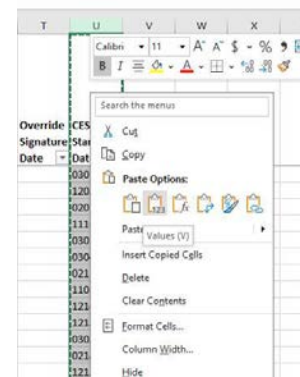 T U V W X
Calibri 11 A^ A˅ $ - % 9
B I A
Search the menus
Override CES
Signature Star
Date Dat
Cut
Copy
Paste Options:
123 fx
Paste
Values (V)
Insert Copied Cells
Delete
Clear Contents
Format Cells...
Column Width...
Hide
030
120
020
111
030
030
021
110
121
121
030
021
121